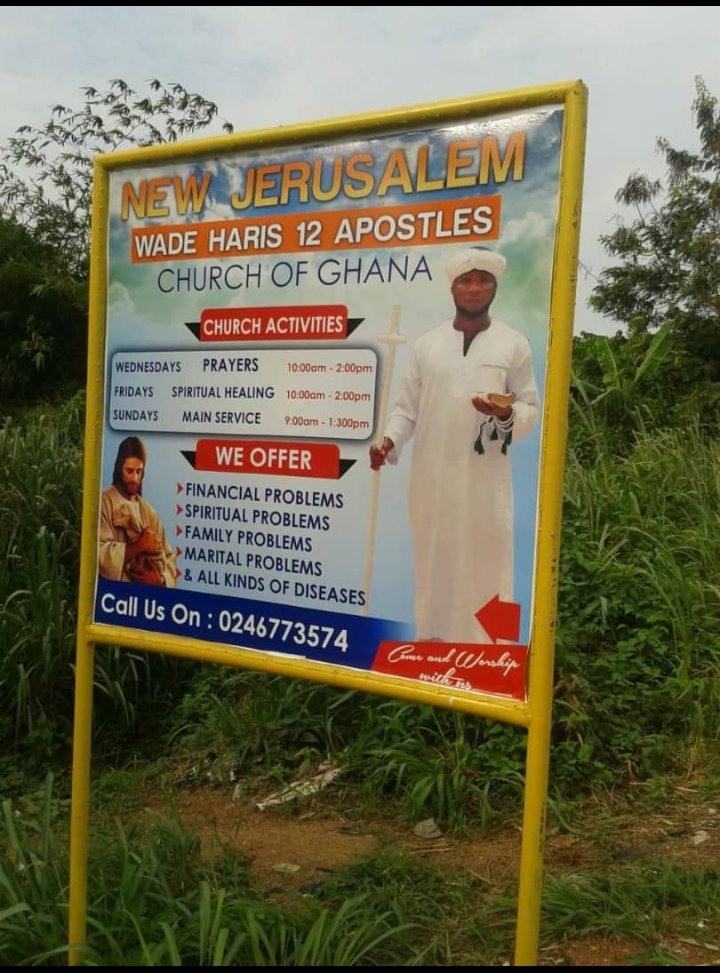 NEW JERUSALEM
WADE HARIS 12 APOSTLES
CHURCH OF GHANA
CHURCH ACTIVITIES
WEDNESDAYS PRAYERS 10:00am - 2:00pm
FRIDAYS SPIRITUAL HEALING 10:00am - 2:00pm
SUNDAYS MAIN SERVICE 9:00am - 1:300pm
WE OFFER
FINANCIAL PROBLEMS
SPIRITUAL PROBLEMS
FAMILY PROBLEMS
MARITAL PROBLEMS
& ALL KINDS OF DISEASES
Call Us On : 0246773574
Come and Worship
with us